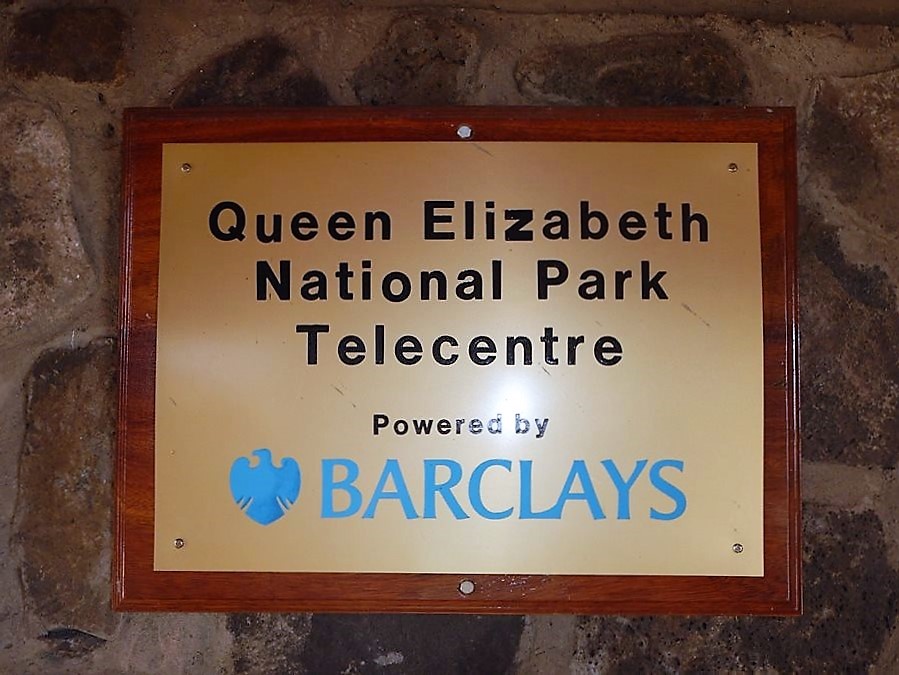 Queen Elizabeth
National Park
Telecentre
Powered by
BARCLAYS